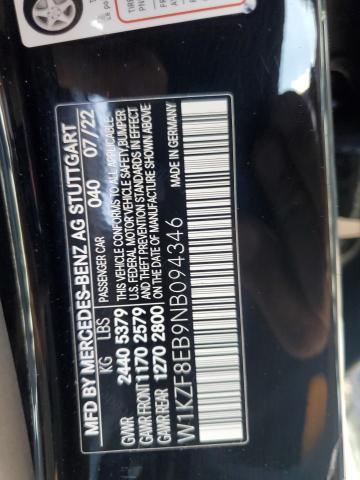 MFD BY MERCEDES-BENZ AG STUTTGART
PASSENGER CAR 040 07/22
KG LBS
GVWR 2440 5379
GAWR FRONT 1170 2579
GAWR REAR 1270 2800
THIS VEHICLE CONFORMS TO ALL APPLICABLE
U.S. FEDERAL MOTOR VEHICLE SAFETY, BUMPER,
AND THEFT PREVENTION STANDARDS IN EFFECT
ON THE DATE OF MANUFACTURE SHOWN ABOVE
MADE IN GERMANY
W1KZF8EB9NB094346